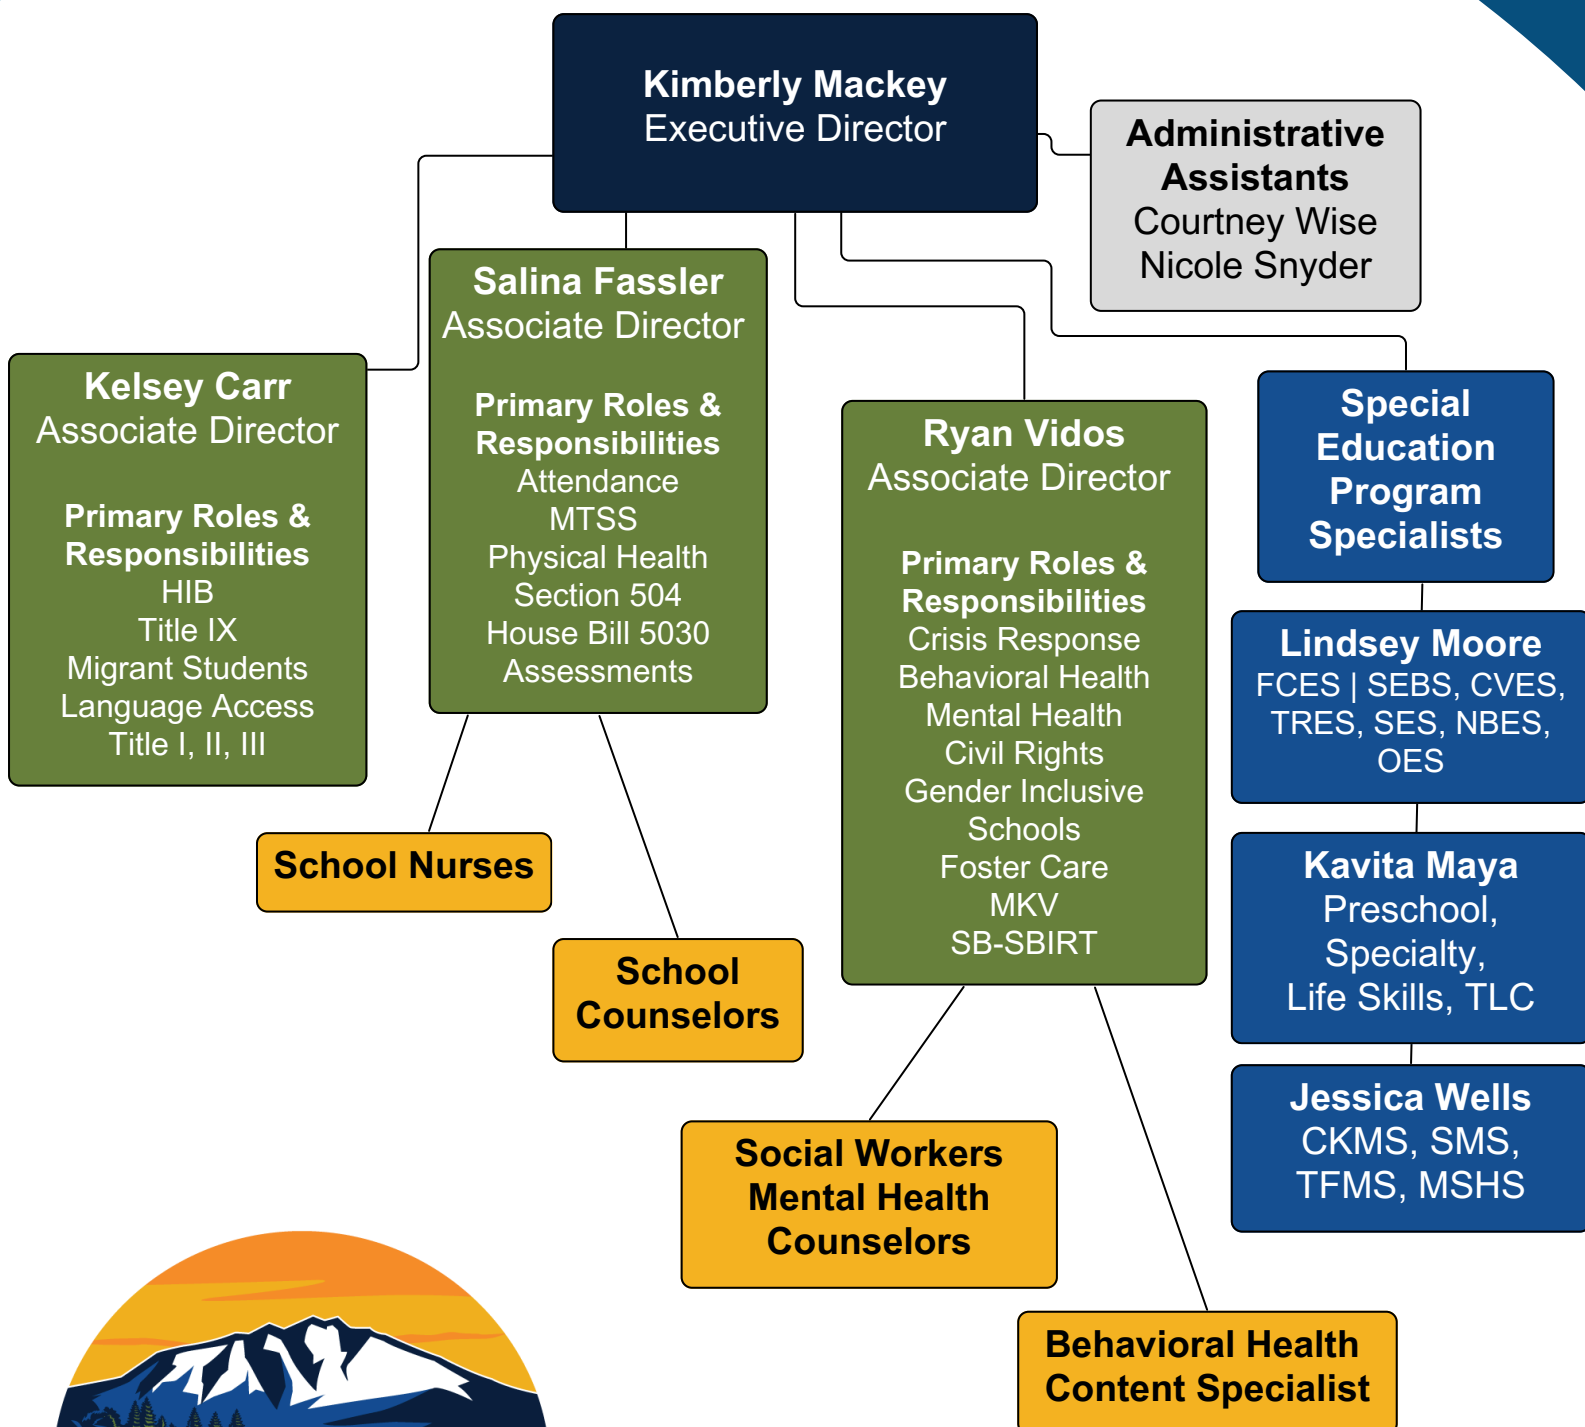 Kimberly Mackey
Executive Director
Administrative
Assistants
Courtney Wise
Nicole Snyder
Kelsey Carr
Associate Director
Primary Roles &
Responsibilities
HIB
Title IX
Migrant Students
Language Access
Title I, II, III
Salina Fassler
Associate Director
Primary Roles &
Responsibilities
Attendance
MTSS
Physical Health
Section 504
House Bill 5030
Assessments
School Nurses
School
Counselors
Ryan Vidos
Associate Director
Primary Roles &
Responsibilities
Crisis Response
Behavioral Health
Mental Health
Civil Rights
Gender Inclusive
Schools
Foster Care
MKV
SB-SBIRT
Social Workers
Mental Health
Counselors
Behavioral Health
Content Specialist
Special
Education
Program
Specialists
Lindsey Moore
FCES | SEBS, CVES,
TRES, SES, NBES,
OES
Kavita Maya
Preschool,
Specialty,
Life Skills, TLC
Jessica Wells
CKMS, SMS,
TFMS, MSHS